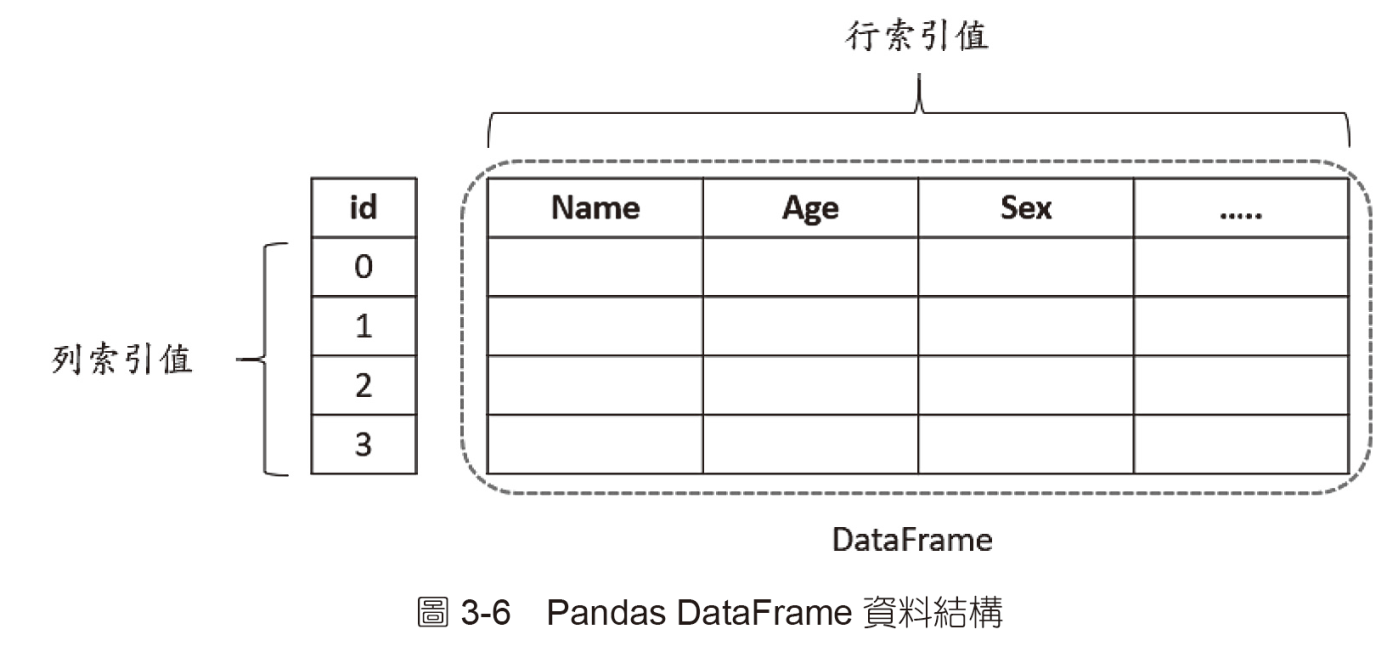 行索引值
id Name Age Sex .....
0
1
列索引值
2
3
DataFrame
圖 3-6 Pandas DataFrame 資料結構